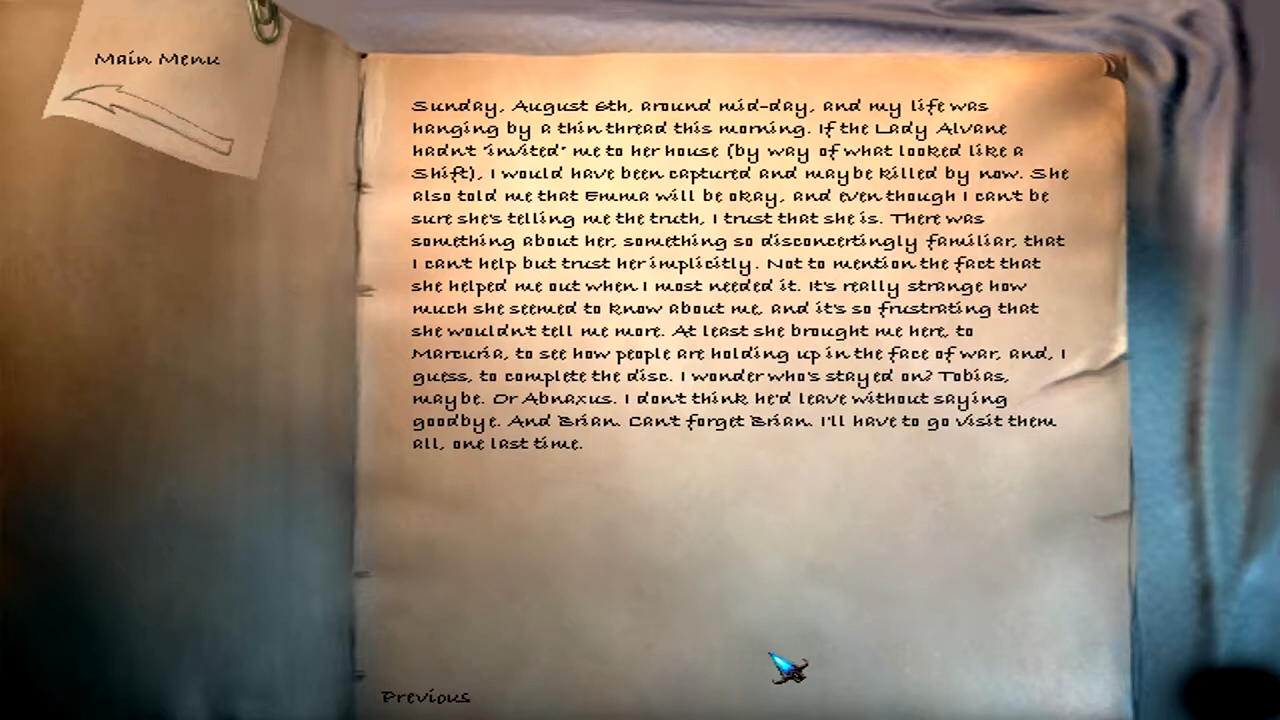 Main Menu
Sunday, August 6th, around mid-day, and my life was
hanging by a thin thread this morning. If the Lady Alvane
hadn't "invited" me to her house (by way of what looked like a
Shift), I would have been captured and maybe killed by now. She
also told me that Emma will be okay, and even though I can't be
sure she's telling me the truth, I trust that she is. There was
something about her, something so disconcertingly familiar, that
I can't help but trust her implicitly. Not to mention the fact that
she helped me out when I most needed it. It's really strange how
much she seemed to know about me, and it's so frustrating that
she wouldn't tell me more. At least she brought me here, to
Marcuria, to see how people are holding up in the face of war, and, I
guess, to complete the disc. I wonder who's stayed on? Tobias,
maybe. Or Abnaxus. I don't think he'd leave without saying
goodbye. And Brian. Can't forget Brian. I'll have to go visit them
all, one last time.
Previous